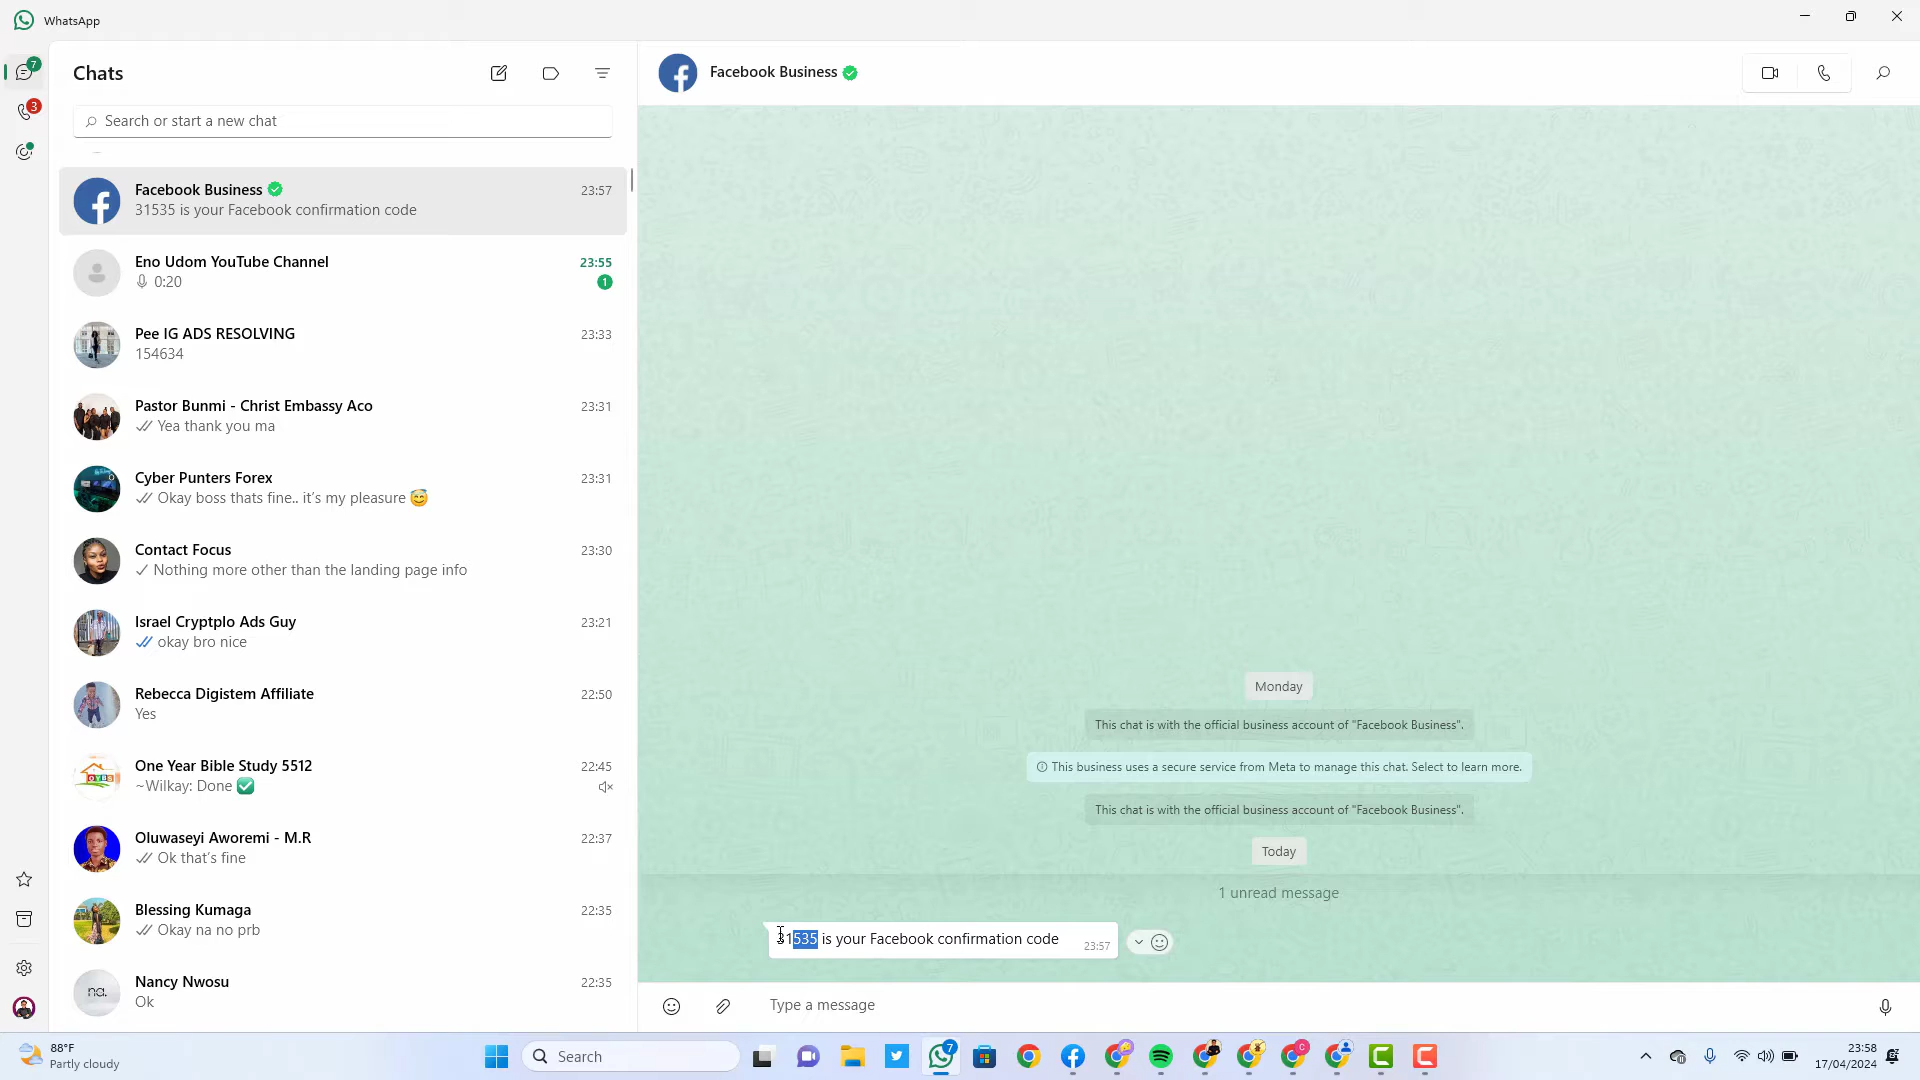 WhatsApp
7
3
Chats
Search or start a new chat
Facebook Business
23:57
31535 is your Facebook confirmation code
Eno Udom YouTube Channel
23:55
0:20
1
Pee IG ADS RESOLVING
23:33
154634
Pastor Bunmi - Christ Embassy Aco
23:31
Yea thank you ma
Cyber Punters Forex
23:31
Okay boss thats fine.. it's my pleasure 😇
Contact Focus
23:30
Nothing more other than the landing page info
Israel Cryptplo Ads Guy
23:21
okay bro nice
Rebecca Digistem Affiliate
22:50
Yes
One Year Bible Study 5512
22:45
~Wilkay: Done ✅
OYBS
Oluwaseyi Aworemi - M.R
22:37
Ok that's fine
Blessing Kumaga
22:35
Okay na no prb
na.
Nancy Nwosu
22:35
Ok
Facebook Business
Monday
This chat is with the official business account of "Facebook Business".
This business uses a secure service from Meta to manage this chat. Select to learn more.
This chat is with the official business account of "Facebook Business".
Today
1 unread message
31535 is your Facebook confirmation code
23:57
Type a message
88°F
Partly cloudy
Search
7
C
23:58
17/04/2024